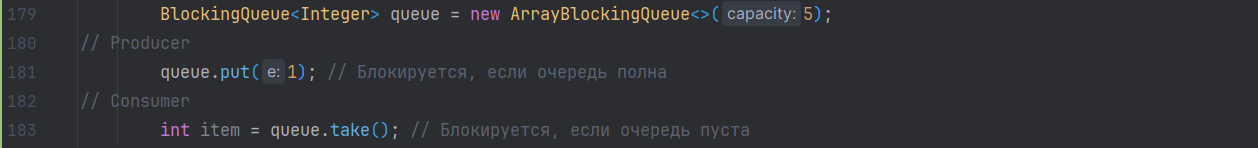 179 BlockingQueue<Integer> queue = new ArrayBlockingQueue<>( capacity: 5);
180 // Producer
181 queue.put( e: 1); // Блокируется, если очередь полна
182 // Consumer
183 int item = queue.take(); // Блокируется, если очередь пуста